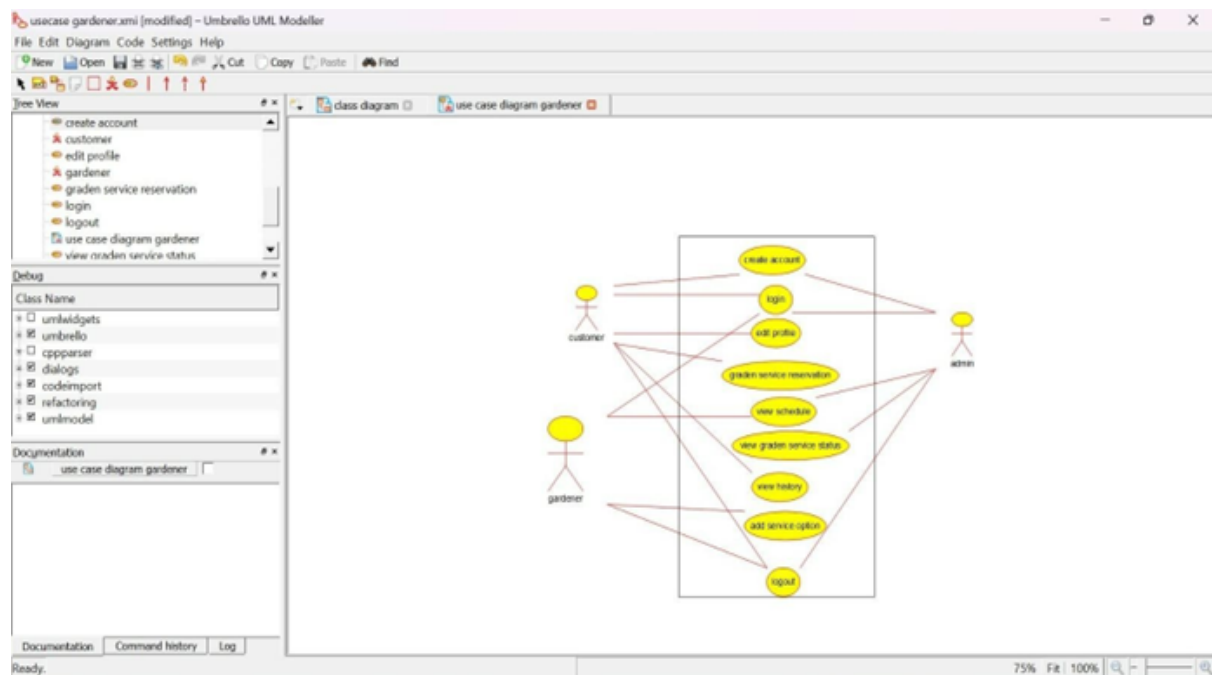 usecase gardener.xmi [modified] – Umbrello UML Modeller
File Edit Diagram Code Settings Help
New Open Cut Copy Paste Find
Tree View
class diagram
use case diagram gardener
create account
customer
edit profile
gardener
graden service reservation
login
logout
use case diagram gardener
view graden service status
Debug
Class Name
umlwidgets
umbrello
cppparser
dialogs
codeimport
refactoring
umlmodel
Documentation
use case diagram gardener
Documentation Command history Log
Ready.
create account
login
customer
edit profile
admin
graden service reservation
view schedule
view graden service status
gardener
view history
add service option
logout
75% Fit 100%